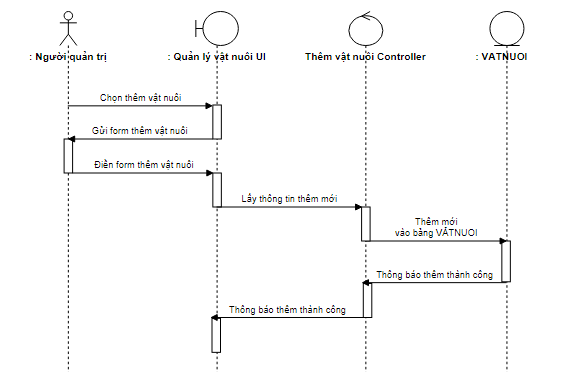 : Người quản trị
: Quản lý vật nuôi UI
Thêm vật nuôi Controller
: VATNUOI
Chọn thêm vật nuôi
Gửi form thêm vật nuôi
Điền form thêm vật nuôi
Lấy thông tin thêm mới
Thêm mới
vào bảng VẬTNUOI
Thông báo thêm thành công
Thông báo thêm thành công